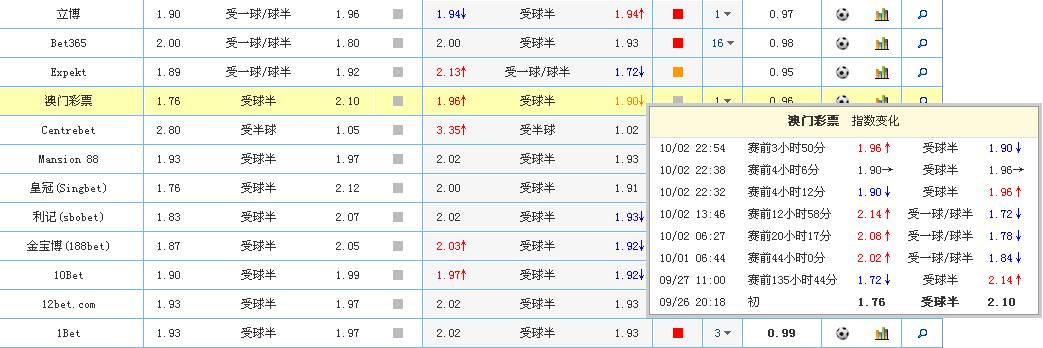 立博 1.90 受一球/球半 1.96 1.94↓ 受球半 1.94↑ 1 0.97
Bet365 2.00 受一球/球半 1.80 2.00 受球半 1.93 16 0.98
Expekt 1.89 受一球/球半 1.92 2.13↑ 受一球/球半 1.72↓ 0.95
澳门彩票 1.76 受球半 2.10 1.96↑ 受球半 1.90↓ 1 0.96
Centrebet 2.80 受半球 1.05 3.35↑ 受半球 1.02
Mansion 88 1.93 受球半 1.97 2.02 受球半 1.93
皇冠(Singbet) 1.76 受球半 2.12 2.00 受球半 1.91
利记(sbobet) 1.83 受球半 2.07 2.02 受球半 1.93↓
金宝博(188bet) 1.87 受球半 2.05 2.03↑ 受球半 1.92↓
10Bet 1.90 受球半 1.99 1.97↑ 受球半 1.92↓
12bet.com 1.93 受球半 1.97 2.02 受球半 1.93
1Bet 1.93 受球半 1.97 2.02 受球半 1.93 3 0.99
澳门彩票 指数变化
10/02 22:54 赛前3小时50分 1.96↑ 受球半 1.90↓
10/02 22:38 赛前4小时6分 1.90→ 受球半 1.96→
10/02 22:32 赛前4小时12分 1.90↓ 受球半 1.96↑
10/02 13:46 赛前12小时58分 2.14↑ 受一球/球半 1.72↓
10/02 06:27 赛前20小时17分 2.08↑ 受一球/球半 1.78↓
10/01 06:44 赛前44小时0分 2.02↑ 受一球/球半 1.84↓
09/27 11:00 赛前135小时44分 1.72↓ 受球半 2.14↑
09/26 20:18 初 1.76 受球半 2.10